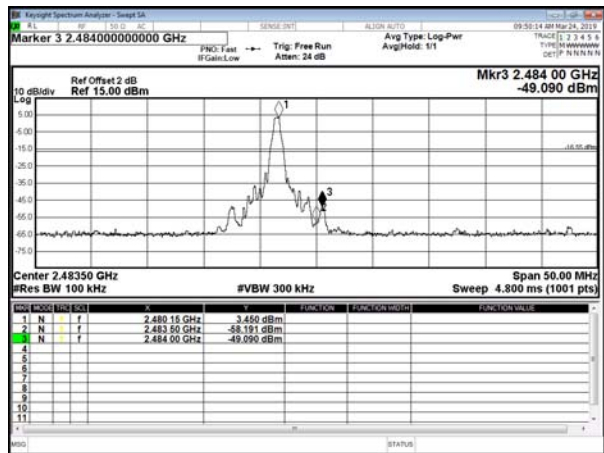 Keysight Spectrum Analyzer - Swept SA
RL RF 50 Ω AC SENSE:INT ALIGN AUTO 09:50:14 AM Mar 24, 2019
Marker 3 2.484000000000 GHz
PNO: Fast
IFGain:Low
Trig: Free Run
Atten: 24 dB
Avg Type: Log-Pwr
Avg|Hold: 1/1
TRACE 1 2 3 4 5 6
TYPE M WWWWW
DET P N N N N N
Ref Offset 2 dB
10 dB/div Ref 15.00 dBm
Mkr3 2.484 00 GHz
-49.090 dBm
Log
5.00
-5.00
-15.0
-16.55 dBm
-25.0
-35.0
-45.0
-55.0
-65.0
-75.0
1
3
2
Center 2.48350 GHz Span 50.00 MHz
#Res BW 100 kHz #VBW 300 kHz Sweep 4.800 ms (1001 pts)
MKR MODE TRC SCL X Y FUNCTION FUNCTION WIDTH FUNCTION VALUE
1 N 1 f 2.480 15 GHz 3.450 dBm
2 N 1 f 2.483 50 GHz -58.191 dBm
3 N 1 f 2.484 00 GHz -49.090 dBm
4
5
6
7
8
9
10
11
MSG STATUS